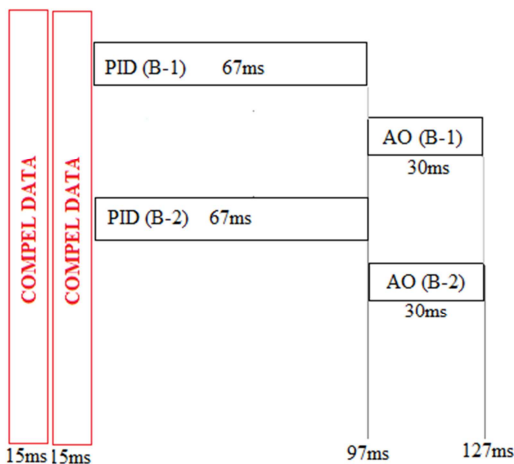 COMPEL DATA
COMPEL DATA
PID (B-1) 67ms
AO (B-1)
30ms
PID (B-2) 67ms
AO (B-2)
30ms
15ms 15ms 97ms 127ms